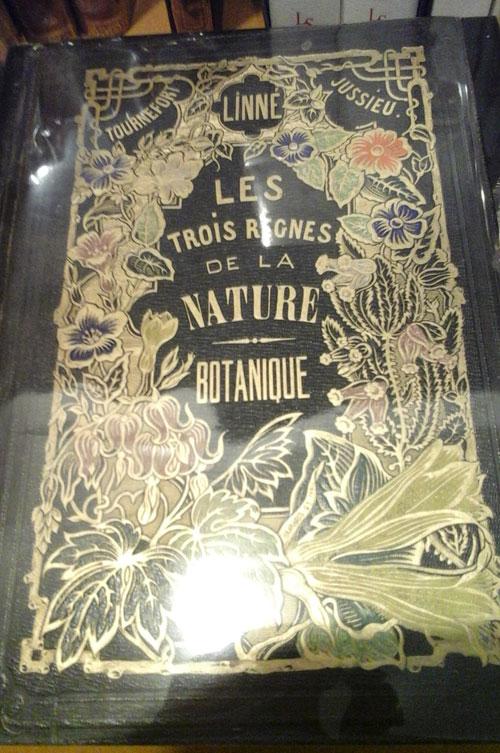 TOURNEFORT
LINNÉ
JUSSIEU.
LES
TROIS RÈGNES
DE LA
NATURE
BOTANIQUE